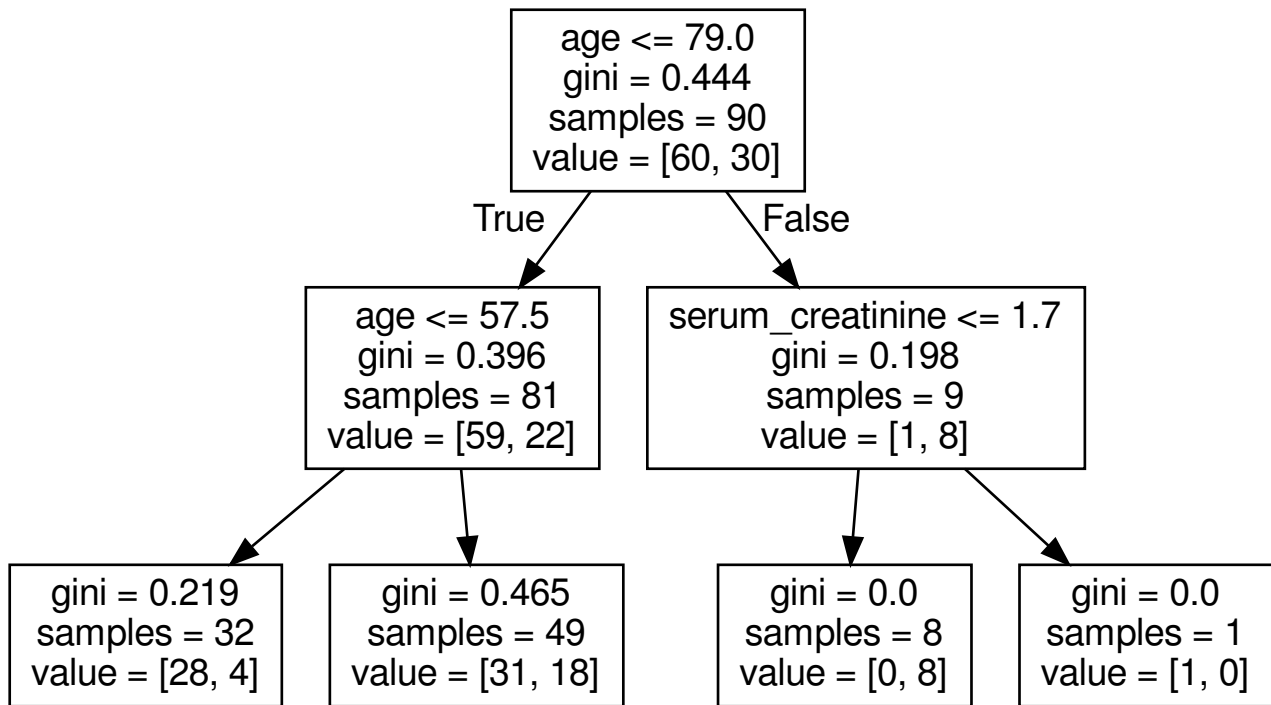 age <= 79.0
gini = 0.444
samples = 90
value = [60, 30]
True
False
age <= 57.5
gini = 0.396
samples = 81
value = [59, 22]
serum_creatinine <= 1.7
gini = 0.198
samples = 9
value = [1, 8]
gini = 0.219
samples = 32
value = [28, 4]
gini = 0.465
samples = 49
value = [31, 18]
gini = 0.0
samples = 8
value = [0, 8]
gini = 0.0
samples = 1
value = [1, 0]